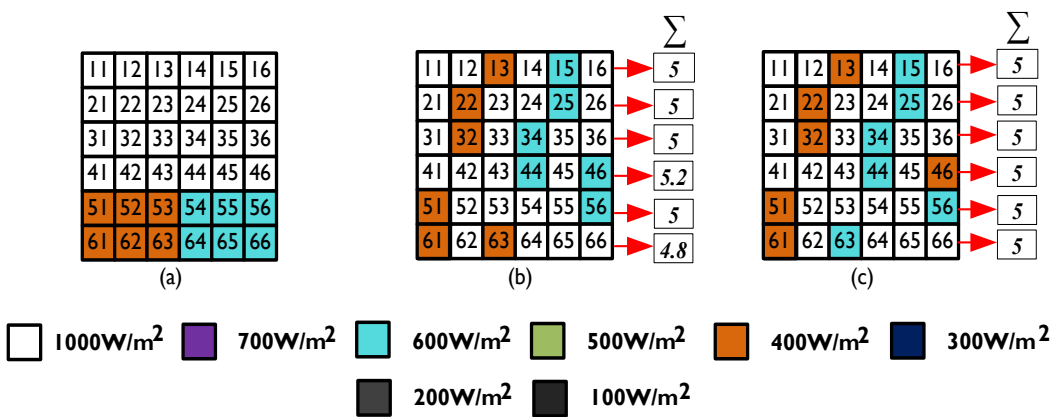 ∑ ∑
11 12 13 14 15 16 11 12 13 14 15 16 5 11 12 13 14 15 16 5
21 22 23 24 25 26 21 22 23 24 25 26 5 21 22 23 24 25 26 5
31 32 33 34 35 36 31 32 33 34 35 36 5 31 32 33 34 35 36 5
41 42 43 44 45 46 41 42 43 44 45 46 5.2 41 42 43 44 45 46 5
51 52 53 54 55 56 51 52 53 54 55 56 5 51 52 53 54 55 56 5
61 62 63 64 65 66 61 62 63 64 65 66 4.8 61 62 63 64 65 66 5
(a) (b) (c)
1000W/m² 700W/m² 600W/m² 500W/m² 400W/m² 300W/m²
200W/m² 100W/m²